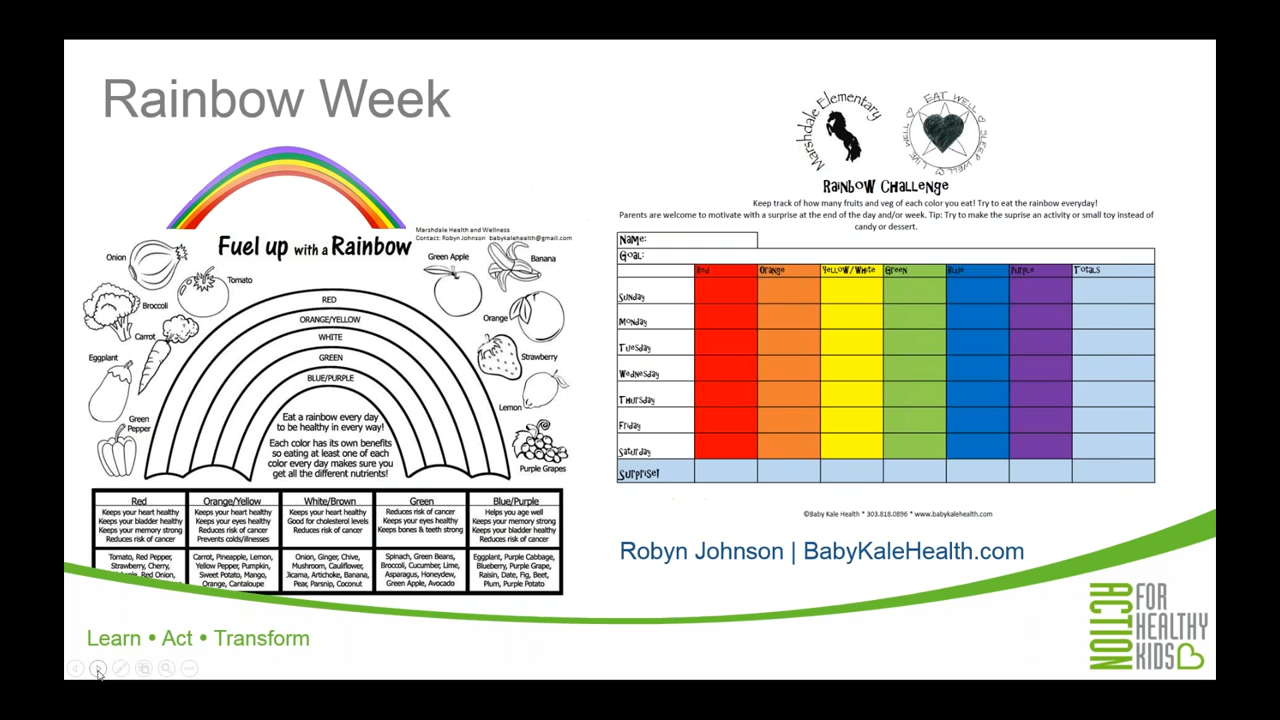 Rainbow Week
Marshdale Health and Wellness
Contact: Robyn Johnson babykalehealth@gmail.com
Fuel up with a Rainbow
Onion
Tomato
Broccoli
Carrot
Eggplant
Green
Pepper
Green Apple
Banana
Orange
Strawberry
Lemon
Purple Grapes
RED
ORANGE/YELLOW
WHITE
GREEN
BLUE/PURPLE
Eat a rainbow every day
to be healthy in every way!
Each color has its own benefits
so eating at least one of each
color every day makes sure you
get all the different nutrients!
Red
Keeps your heart healthy
Keeps your bladder healthy
Keeps your memory strong
Reduces risk of cancer
Tomato, Red Pepper,
Strawberry, Cherry,
Red Onion,
Orange/Yellow
Keeps your heart healthy
Keeps your eyes healthy
Reduces risk of cancer
Prevents colds/illnesses
Carrot, Pineapple, Lemon,
Yellow Pepper, Pumpkin,
Sweet Potato, Mango,
Orange, Cantaloupe
White/Brown
Keeps your heart healthy
Good for cholesterol levels
Reduces risk of cancer
Onion, Ginger, Chive,
Mushroom, Cauliflower,
Jicama, Artichoke, Banana,
Pear, Parsnip, Coconut
Green
Reduces risk of cancer
Keeps your eyes healthy
Keeps bones & teeth strong
Spinach, Green Beans,
Broccoli, Cucumber, Lime,
Asparagus, Honeydew,
Green Apple, Avocado
Blue/Purple
Helps you age well
Keeps your memory strong
Keeps your bladder healthy
Reduces risk of cancer
Eggplant, Purple Cabbage,
Blueberry, Purple Grape,
Raisin, Date, Fig, Beet,
Plum, Purple Potato
Marshdale Elementary
EAT WELL SLEEP WELL LIVE WELL
Rainbow Challenge
Keep track of how many fruits and veg of each color you eat! Try to eat the rainbow everyday!
Parents are welcome to motivate with a surprise at the end of the day and/or week. Tip: Try to make the suprise an activity or small toy instead of
candy or dessert.
Name:
Goal:
Red Orange Yellow/White Green Blue Purple Totals
Sunday
Monday
Tuesday
Wednesday
Thursday
Friday
Saturday
Surprise!
©Baby Kale Health * 303.818.0896 * www.babykalehealth.com
Robyn Johnson | BabyKaleHealth.com
Learn • Act • Transform
ACTION
FOR
HEALTHY
KIDS